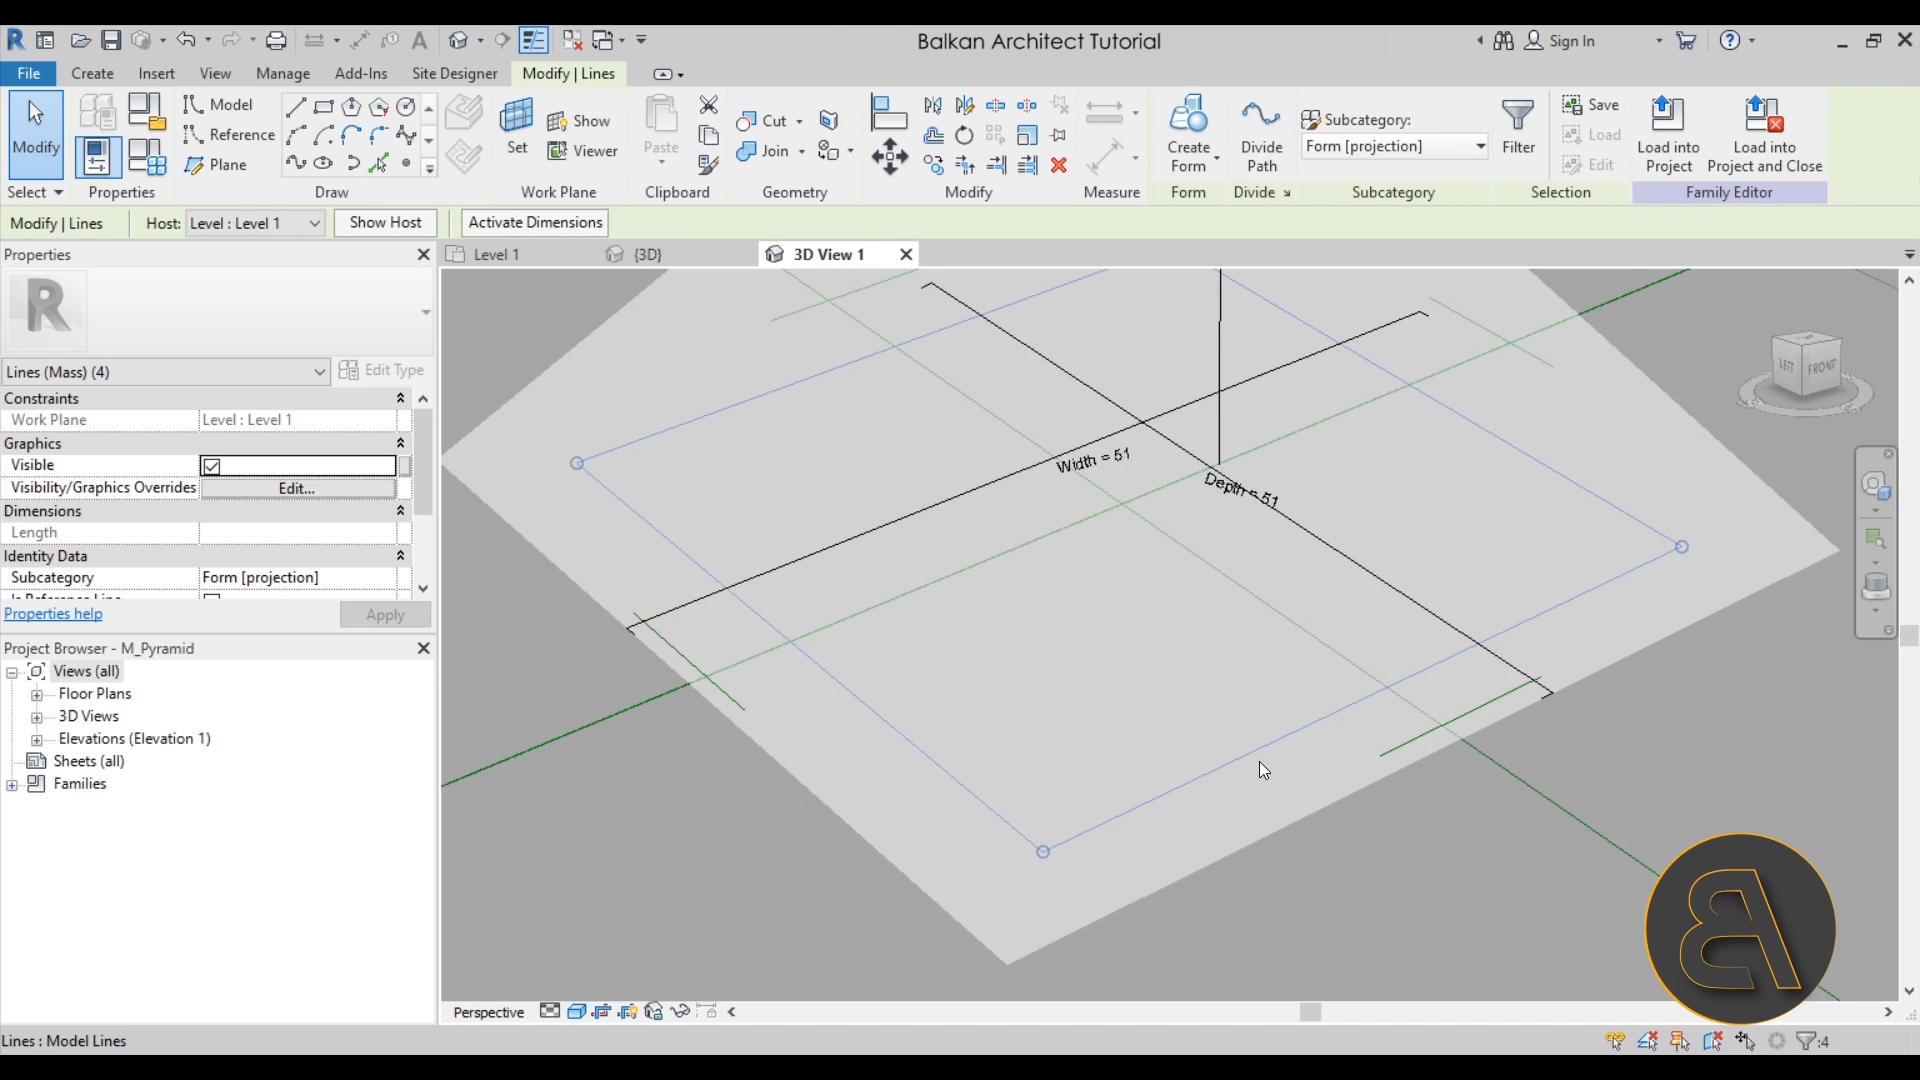 Balkan Architect Tutorial
Sign In
File Create Insert View Manage Add-Ins Site Designer Modify | Lines
Modify
Model
Reference
Plane
Set
Show
Viewer
Paste
Cut
Join
Create Form
Divide Path
Subcategory:
Form [projection]
Filter
Save
Load
Edit
Load into Project
Load into Project and Close
Select Properties Draw Work Plane Clipboard Geometry Modify Measure Form Divide Subcategory Selection Family Editor
Modify | Lines Host: Level : Level 1 Show Host Activate Dimensions
Properties
Level 1 {3D} 3D View 1
R
Lines (Mass) (4) Edit Type
Constraints
Work Plane Level : Level 1
Graphics
Visible
Visibility/Graphics Overrides Edit...
Dimensions
Length
Identity Data
Subcategory Form [projection]
Properties help Apply
Project Browser - M_Pyramid
Views (all)
Floor Plans
3D Views
Elevations (Elevation 1)
Sheets (all)
Families
Width = 51
Depth = 51
LEFT FRONT
Perspective
Lines : Model Lines
:4